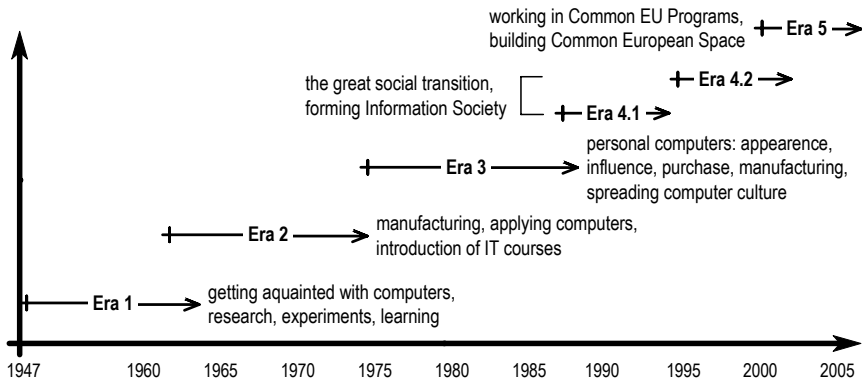 working in Common EU Programs,
building Common European Space
Era 5
Era 4.2
the great social transition,
forming Information Society
Era 4.1
personal computers: appearence,
influence, purchase, manufacturing,
spreading computer culture
Era 3
manufacturing, applying computers,
introduction of IT courses
Era 2
getting aquainted with computers,
research, experiments, learning
Era 1
1947 1960 1965 1970 1975 1980 1985 1990 1995 2000 2005